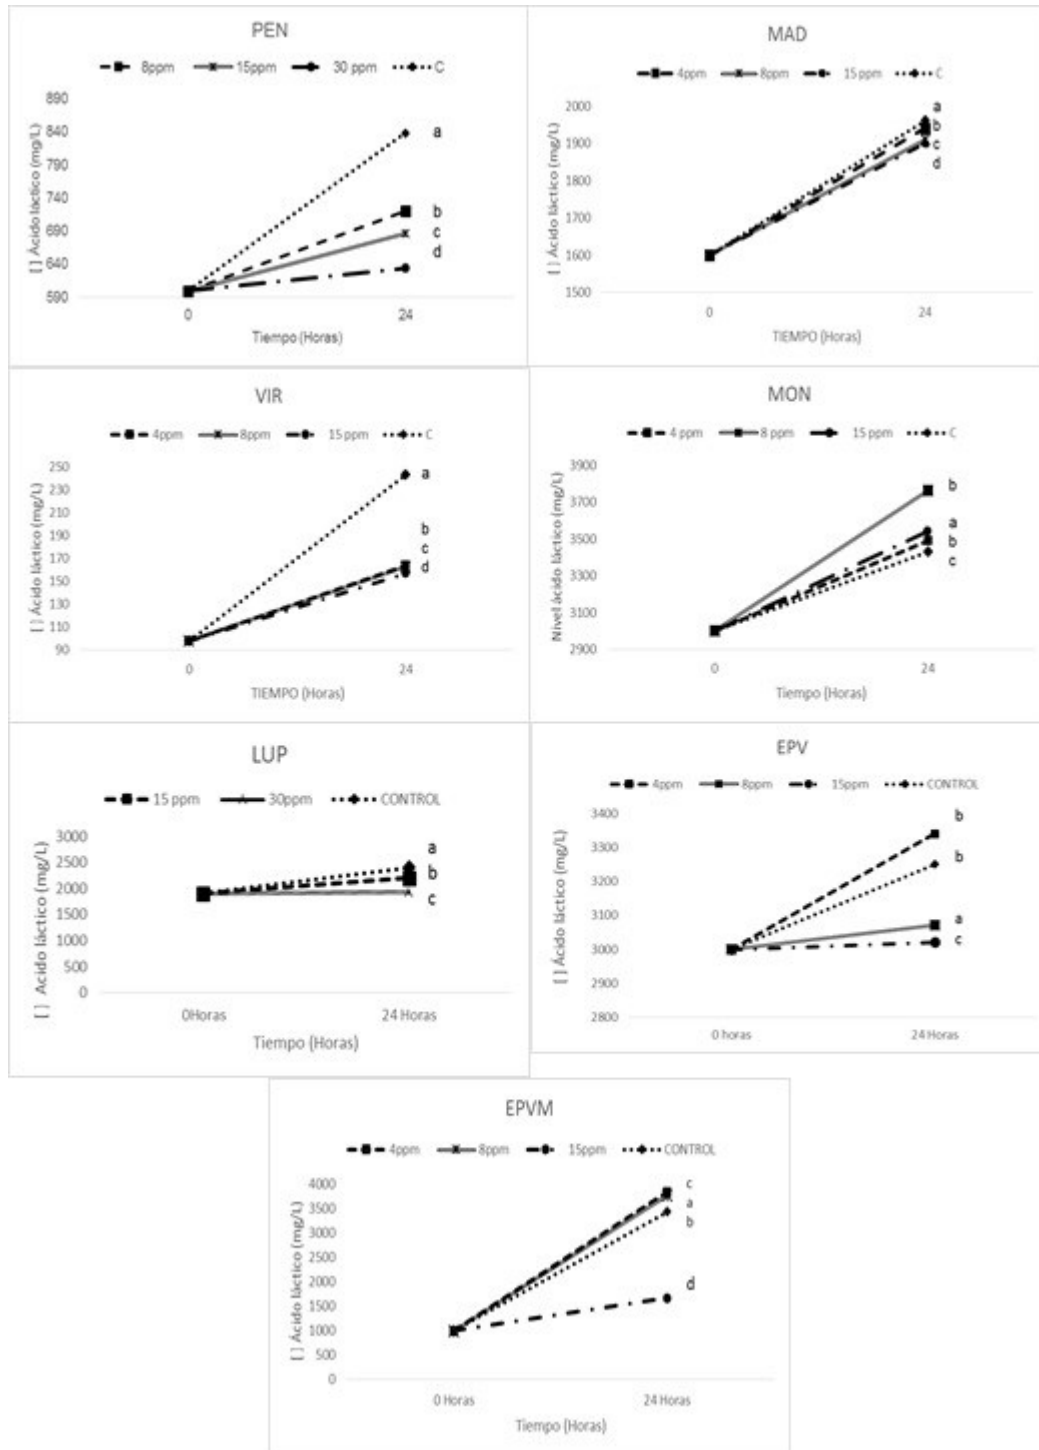 PEN
8ppm 15ppm 30 ppm C
890
840
790
740
690
640
590
[ ] Ácido láctico (mg/L)
a
b
c
d
0 24
Tiempo (Horas)
MAD
4ppm 8ppm 15 ppm C
2000
1900
1800
1700
1600
1500
[ ] Ácido láctico (mg/L)
a
b
c
d
0 24
TIEMPO (Horas)
VIR
4ppm 8ppm 15 ppm C
250
230
210
190
170
150
130
110
90
[ ] Ácido láctico (mg/L)
a
b
c
d
0 24
TIEMPO (Horas)
MON
4 ppm 8 ppm 15 ppm C
3900
3700
3500
3300
3100
2900
Nivel ácido láctico (mg/L)
b
a
b
c
0 24
Tiempo (Horas)
LUP
15 ppm 30ppm CONTROL
3000
2500
2000
1500
1000
500
0
[ ] Acido láctico (mg/L)
a
b
c
0Horas 24 Horas
Tiempo (Horas)
EPV
4ppm 8ppm 15ppm CONTROL
3400
3300
3200
3100
3000
2900
2800
[ ] Ácido láctico (mg/L)
b
b
a
c
0 horas 24 Horas
Tiempo (Horas)
EPVM
4ppm 8ppm 15ppm CONTROL
4000
3500
3000
2500
2000
1500
1000
500
0
[ ] Ácido láctico (mg/L)
c
a
b
d
0 Horas 24 Horas
Tiempo (Horas)